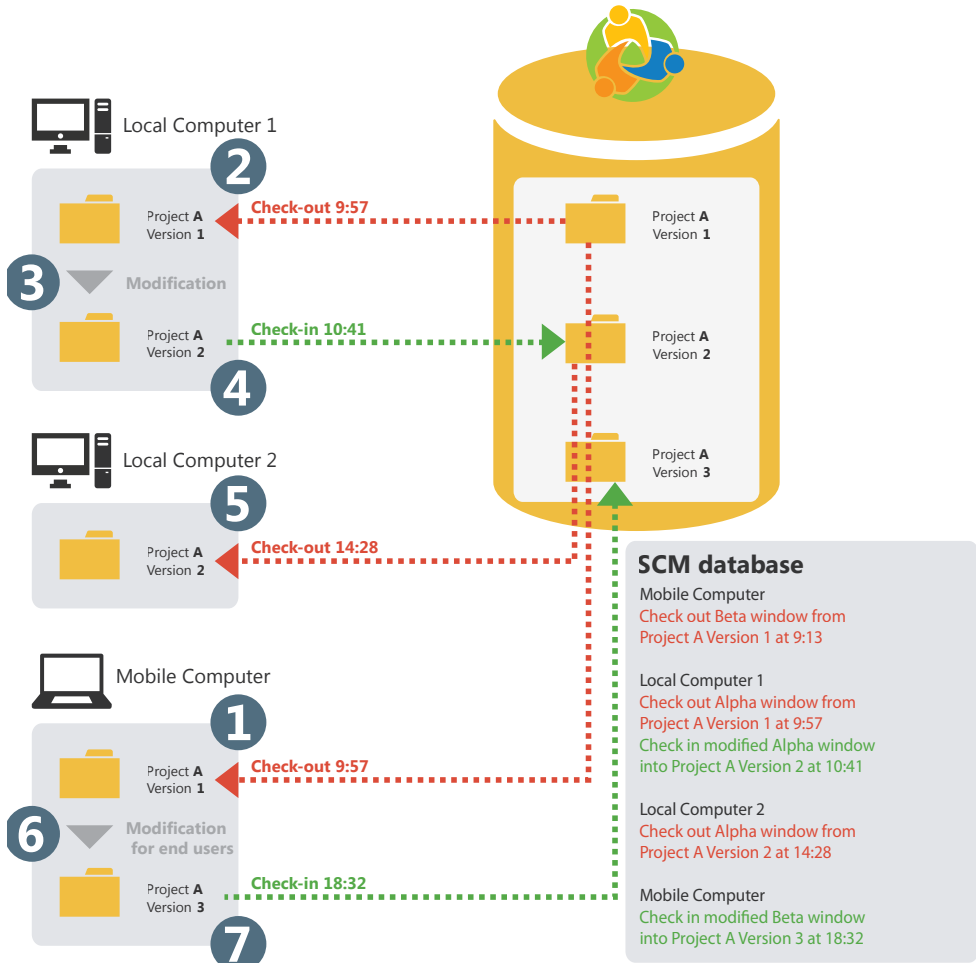 Local Computer 1
2
Project A
Version 1
Check-out 9:57
Project A
Version 1
3
Modification
Project A
Version 2
Check-in 10:41
Project A
Version 2
4
Local Computer 2
5
Project A
Version 3
Project A
Version 2
Check-out 14:28
Mobile Computer
1
Project A
Version 1
Check-out 9:57
6
Modification
for end users
Project A
Version 3
Check-in 18:32
7
SCM database
Mobile Computer
Check out Beta window from
Project A Version 1 at 9:13
Local Computer 1
Check out Alpha window from
Project A Version 1 at 9:57
Check in modified Alpha window
into Project A Version 2 at 10:41
Local Computer 2
Check out Alpha window from
Project A Version 2 at 14:28
Mobile Computer
Check in modified Beta window
into Project A Version 3 at 18:32